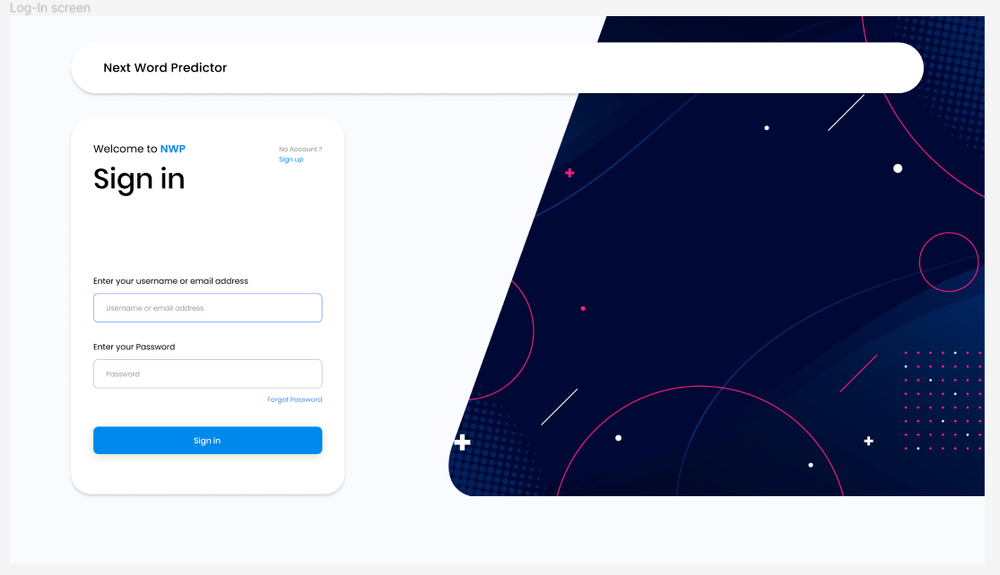 Log-In screen
Next Word Predictor
Welcome to NWP
No Account ?
Sign up
Sign in
Enter your username or email address
Username or email address
Enter your Password
Password
Forgot Password
Sign in